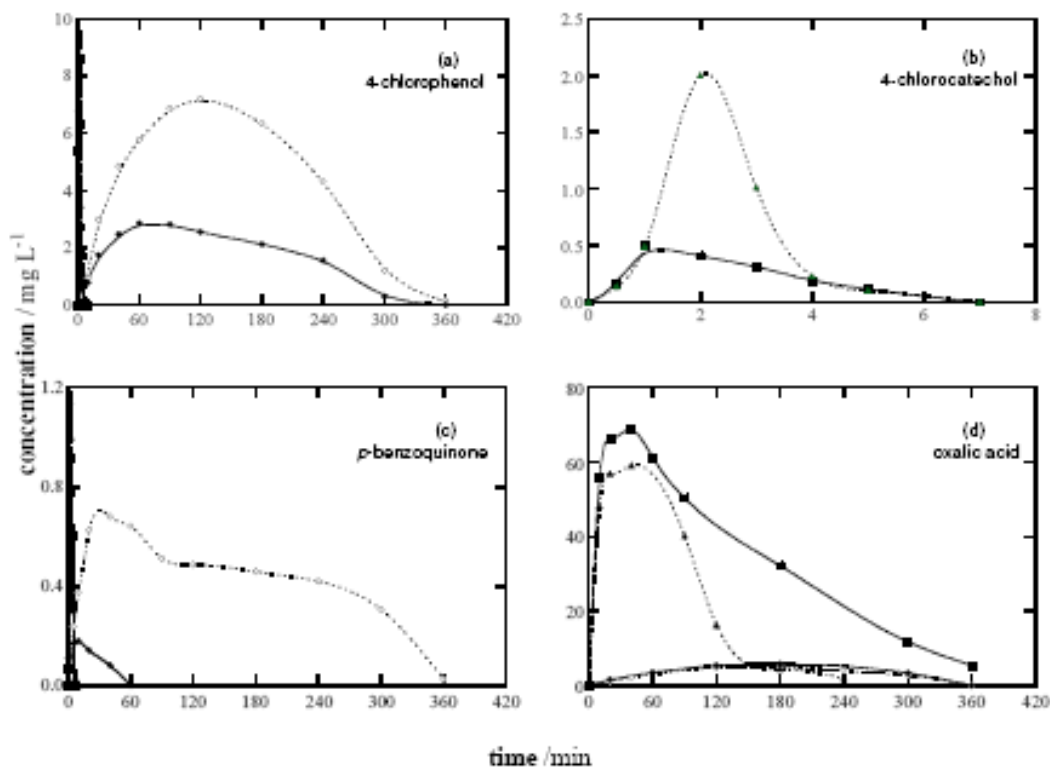 10
8
6
4
2
0
(a)
4-chlorophenol
0 60 120 180 240 300 360 420
2.5
2.0
1.5
1.0
0.5
0.0
(b)
4-chlorocatechol
0 2 4 6 8
concentration / mg L⁻¹
1.2
0.8
0.4
0.0
(c)
p-benzoquinone
0 60 120 180 240 300 360 420
80
60
40
20
0
(d)
oxalic acid
0 60 120 180 240 300 360 420
time /min